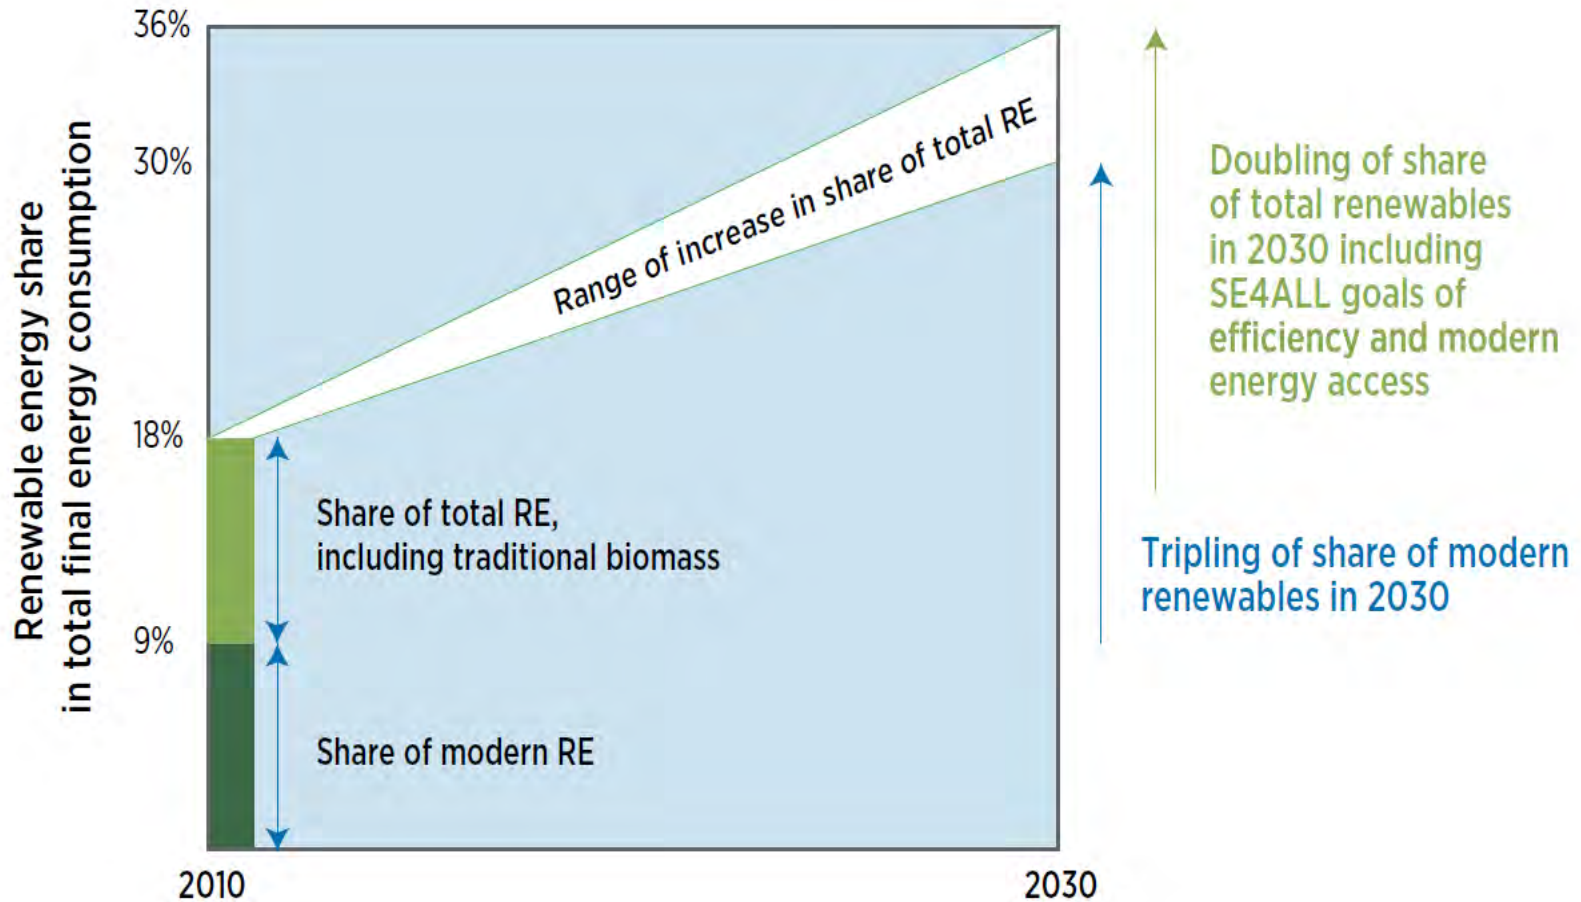 Renewable energy share
in total final energy consumption
36%
30%
18%
9%
Range of increase in share of total RE
Share of total RE,
including traditional biomass
Share of modern RE
2010
2030
Doubling of share
of total renewables
in 2030 including
SE4ALL goals of
efficiency and modern
energy access
Tripling of share of modern
renewables in 2030